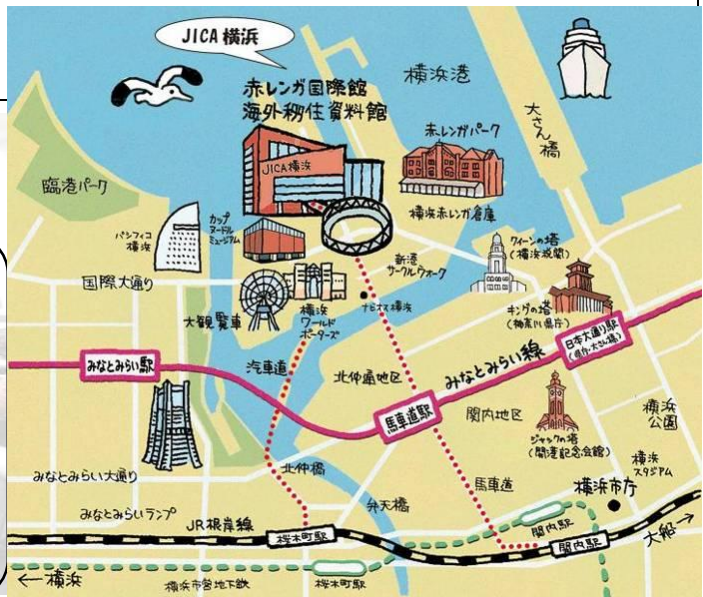 JICA 横浜
赤レンガ国際館
海外移住資料館
横浜港
大さん橋
赤レンガパーク
JICA横浜
臨港パーク
カップ
ヌードル
ミュージアム
パシフィコ
横浜
横浜赤レンガ倉庫
クィーンの塔
(横浜税関)
国際大通り
新港
サークルウォーク
大観覧車
横浜
ワールド
ポーターズ
ナビオス横浜
キングの塔
(神奈川県庁)
日本大通り駅
(県庁・大さん橋)
みなとみらい駅
汽車道
北仲通地区
みなとみらい線
馬車道駅
関内地区
横浜
公園
ジャックの塔
(開港記念会館)
横浜
スタジアム
みなとみらい大通り
北仲橋
馬車道
横浜市庁
弁天橋
みなとみらいランプ
JR根岸線
桜木町駅
関内駅
関内駅
大船
横浜
横浜市営地下鉄
桜木町駅